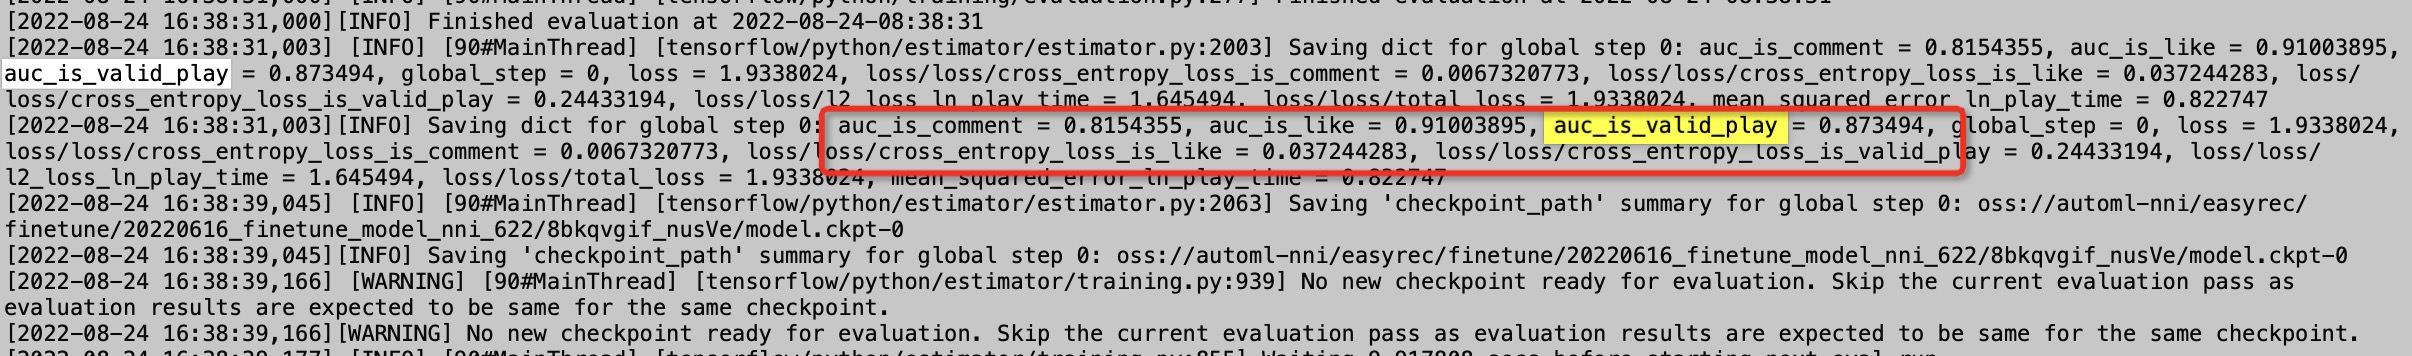 [2022-08-24 16:38:31,000][INFO] Finished evaluation at 2022-08-24-08:38:31
[2022-08-24 16:38:31,003] [INFO] [90#MainThread] [tensorflow/python/estimator/estimator.py:2003] Saving dict for global step 0: auc_is_comment = 0.8154355, auc_is_like = 0.91003895,
auc_is_valid_play = 0.873494, global_step = 0, loss = 1.9338024, loss/loss/cross_entropy_loss_is_comment = 0.0067320773, loss/loss/cross_entropy_loss_is_like = 0.037244283, loss/
loss/cross_entropy_loss_is_valid_play = 0.24433194, loss/loss/l2_loss_ln_play_time = 1.645494, loss/loss/total_loss = 1.9338024, mean_squared_error_ln_play_time = 0.822747
[2022-08-24 16:38:31,003][INFO] Saving dict for global step 0: auc_is_comment = 0.8154355, auc_is_like = 0.91003895, auc_is_valid_play = 0.873494, global_step = 0, loss = 1.9338024,
loss/loss/cross_entropy_loss_is_comment = 0.0067320773, loss/loss/cross_entropy_loss_is_like = 0.037244283, loss/loss/cross_entropy_loss_is_valid_play = 0.24433194, loss/loss/
l2_loss_ln_play_time = 1.645494, loss/loss/total_loss = 1.9338024, mean_squared_error_ln_play_time = 0.822747
[2022-08-24 16:38:39,045] [INFO] [90#MainThread] [tensorflow/python/estimator/estimator.py:2063] Saving 'checkpoint_path' summary for global step 0: oss://automl-nni/easyrec/
finetune/20220616_finetune_model_nni_622/8bkqvgif_nusVe/model.ckpt-0
[2022-08-24 16:38:39,045][INFO] Saving 'checkpoint_path' summary for global step 0: oss://automl-nni/easyrec/finetune/20220616_finetune_model_nni_622/8bkqvgif_nusVe/model.ckpt-0
[2022-08-24 16:38:39,166] [WARNING] [90#MainThread] [tensorflow/python/estimator/training.py:939] No new checkpoint ready for evaluation. Skip the current evaluation pass as
evaluation results are expected to be same for the same checkpoint.
[2022-08-24 16:38:39,166][WARNING] No new checkpoint ready for evaluation. Skip the current evaluation pass as evaluation results are expected to be same for the same checkpoint.